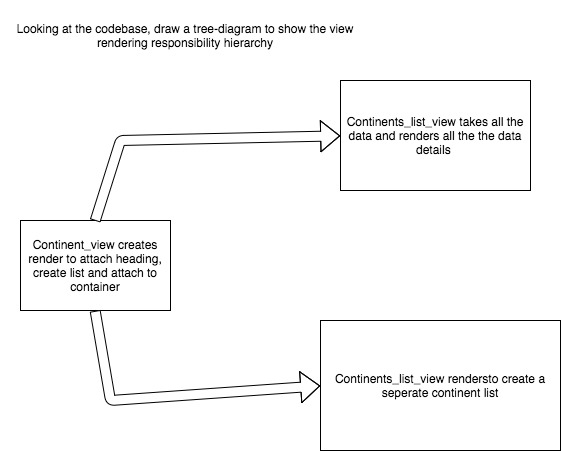 Looking at the codebase, draw a tree-diagram to show the view
rendering responsibility hierarchy
Continents_list_view takes all the
data and renders all the the data
details
Continent_view creates
render to attach heading,
create list and attach to
container
Continents_list_view rendersto create a
seperate continent list